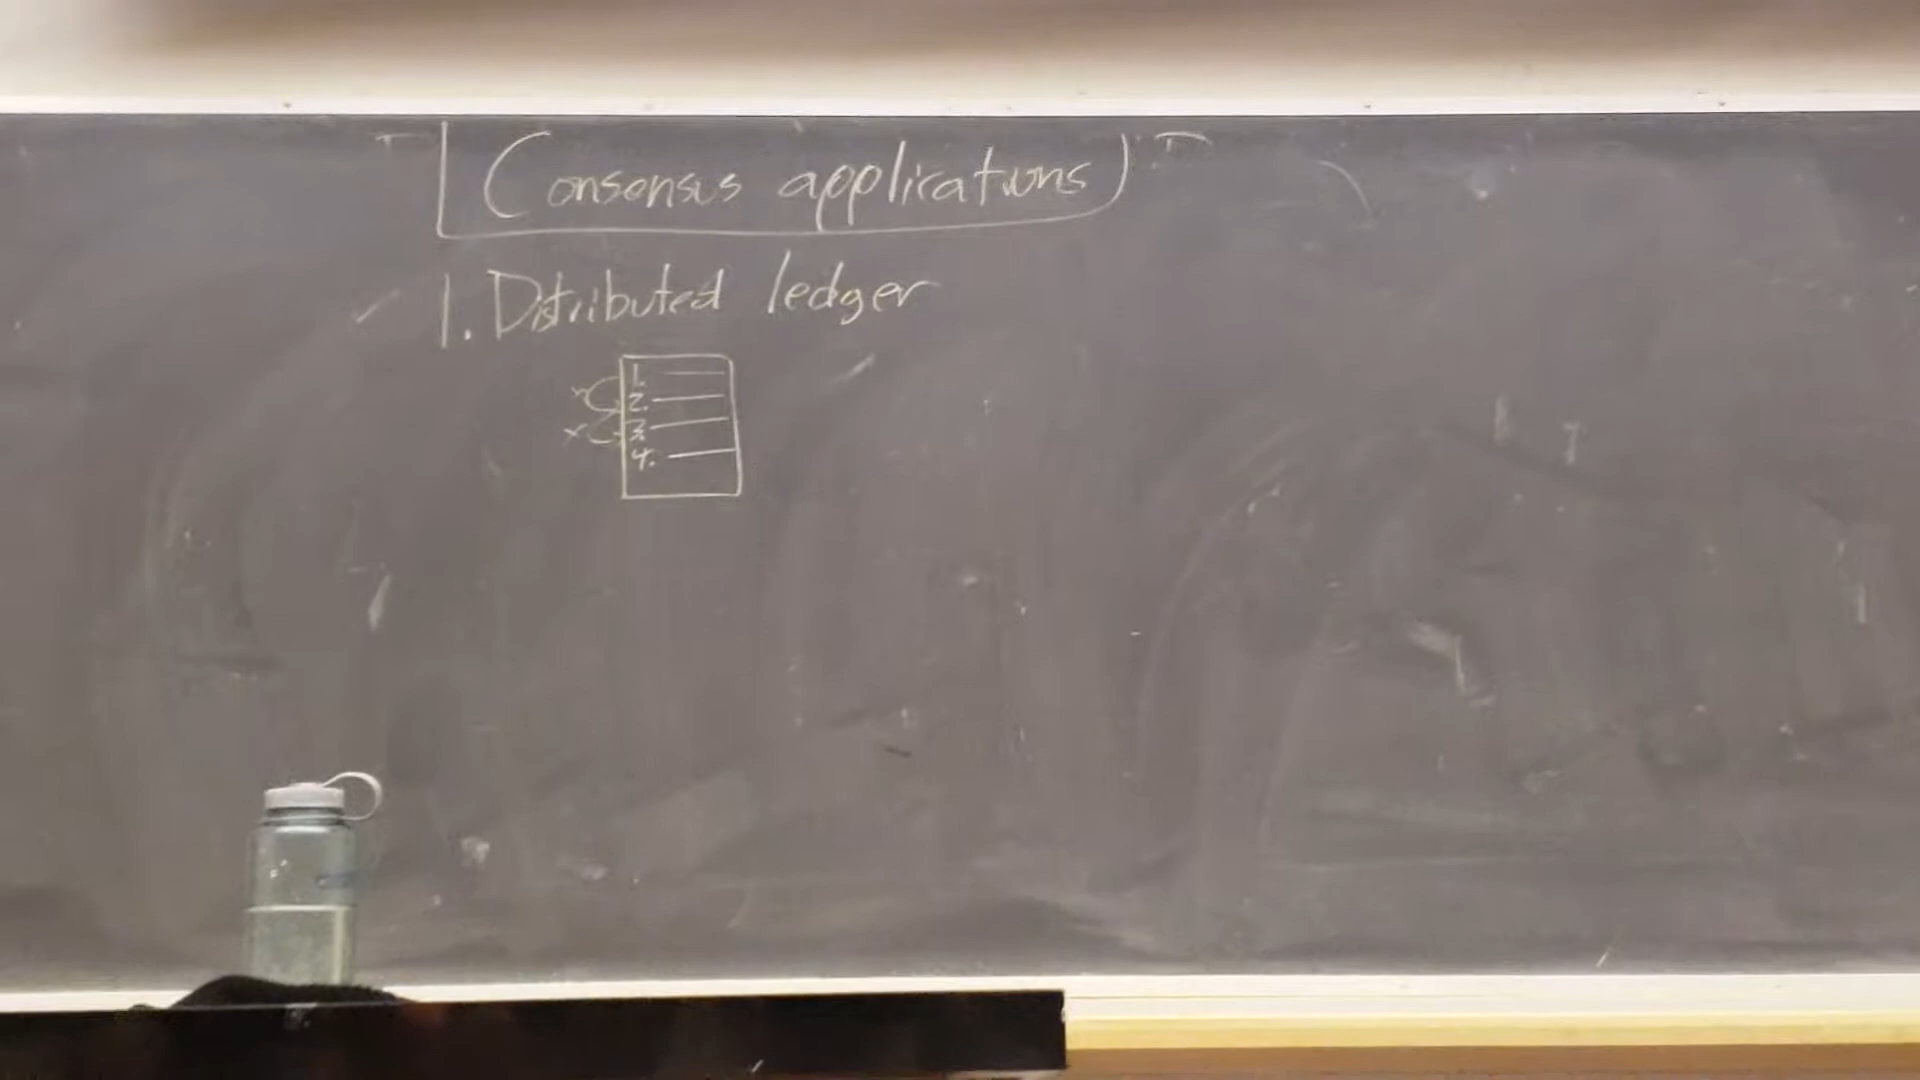 Consensus applications
1. Distributed ledger
1.
2.
3.
4.